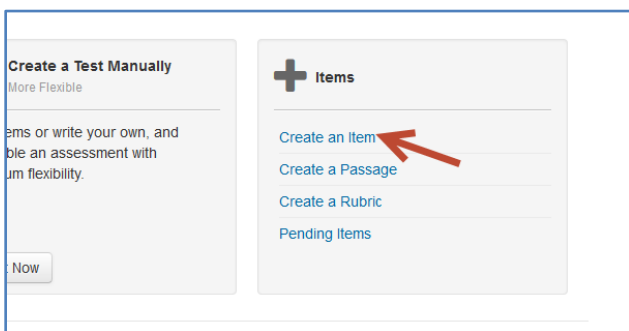 Create a Test Manually
More Flexible
ems or write your own, and
ble an assessment with
um flexibility.
Now
Items
Create an Item
Create a Passage
Create a Rubric
Pending Items